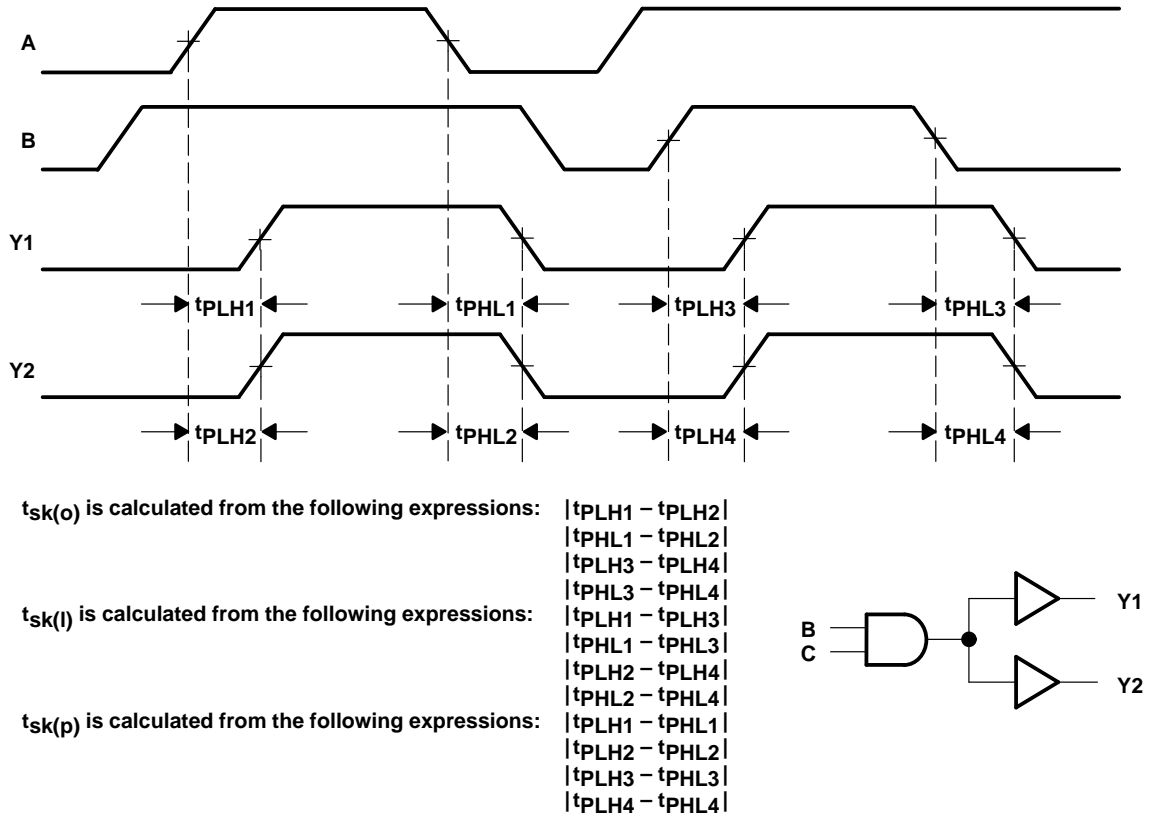 A
B
Y1
tPLH1 tPHL1 tPLH3 tPHL3
Y2
tPLH2 tPHL2 tPLH4 tPHL4
tsk(o) is calculated from the following expressions: |tPLH1 – tPLH2|
|tPHL1 – tPHL2|
|tPLH3 – tPLH4|
|tPHL3 – tPHL4|
tsk(l) is calculated from the following expressions: |tPLH1 – tPLH3|
|tPHL1 – tPHL3|
|tPLH2 – tPLH4|
|tPHL2 – tPHL4|
tsk(p) is calculated from the following expressions: |tPLH1 – tPHL1|
|tPLH2 – tPHL2|
|tPLH3 – tPHL3|
|tPLH4 – tPHL4|
B
C
Y1
Y2